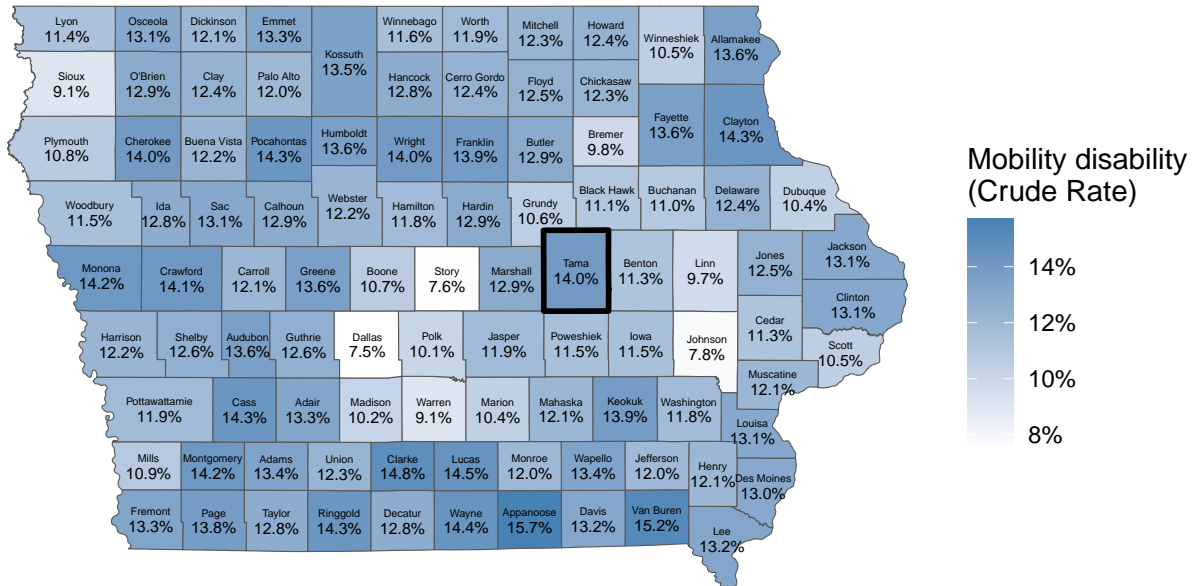 Lyon
11.4%
Osceola
13.1%
Dickinson
12.1%
Emmet
13.3%
Kossuth
13.5%
Winnebago
11.6%
Worth
11.9%
Mitchell
12.3%
Howard
12.4%
Winneshiek
10.5%
Allamakee
13.6%
Sioux
9.1%
O'Brien
12.9%
Clay
12.4%
Palo Alto
12.0%
Hancock
12.8%
Cerro Gordo
12.4%
Floyd
12.5%
Chickasaw
12.3%
Fayette
13.6%
Clayton
14.3%
Plymouth
10.8%
Cherokee
14.0%
Buena Vista
12.2%
Pocahontas
14.3%
Humboldt
13.6%
Wright
14.0%
Franklin
13.9%
Butler
12.9%
Bremer
9.8%
Woodbury
11.5%
Ida
12.8%
Sac
13.1%
Calhoun
12.9%
Webster
12.2%
Hamilton
11.8%
Hardin
12.9%
Grundy
10.6%
Black Hawk
11.1%
Buchanan
11.0%
Delaware
12.4%
Dubuque
10.4%
Monona
14.2%
Crawford
14.1%
Carroll
12.1%
Greene
13.6%
Boone
10.7%
Story
7.6%
Marshall
12.9%
Tama
14.0%
Benton
11.3%
Linn
9.7%
Jones
12.5%
Jackson
13.1%
Clinton
13.1%
Harrison
12.2%
Shelby
12.6%
Audubon
13.6%
Guthrie
12.6%
Dallas
7.5%
Polk
10.1%
Jasper
11.9%
Poweshiek
11.5%
Iowa
11.5%
Johnson
7.8%
Cedar
11.3%
Scott
10.5%
Muscatine
12.1%
Pottawattamie
11.9%
Cass
14.3%
Adair
13.3%
Madison
10.2%
Warren
9.1%
Marion
10.4%
Mahaska
12.1%
Keokuk
13.9%
Washington
11.8%
Louisa
13.1%
Mills
10.9%
Montgomery
14.2%
Adams
13.4%
Union
12.3%
Clarke
14.8%
Lucas
14.5%
Monroe
12.0%
Wapello
13.4%
Jefferson
12.0%
Henry
12.1%
Des Moines
13.0%
Fremont
13.3%
Page
13.8%
Taylor
12.8%
Ringgold
14.3%
Decatur
12.8%
Wayne
14.4%
Appanoose
15.7%
Davis
13.2%
Van Buren
15.2%
Lee
13.2%
Mobility disability
(Crude Rate)
14%
12%
10%
8%